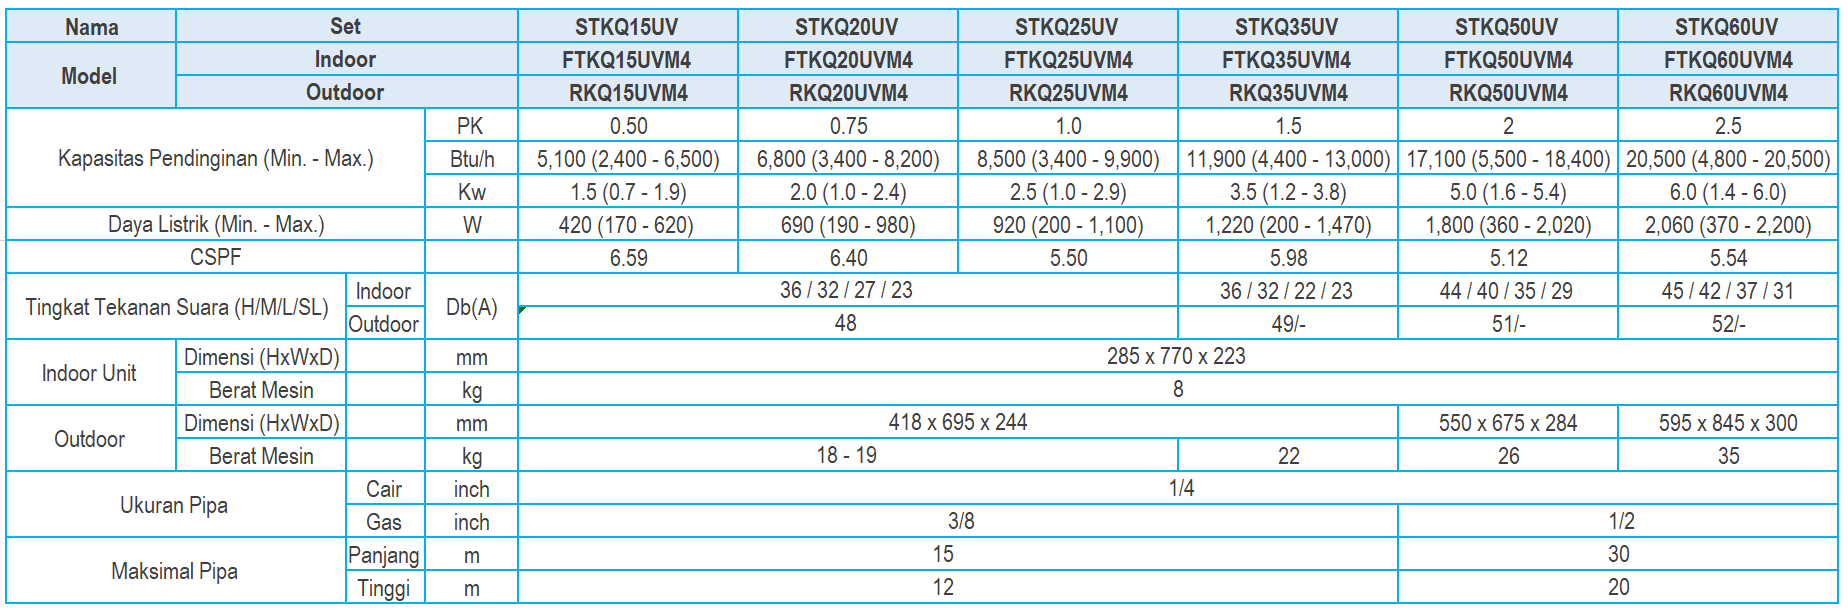 Nama Set STKQ15UV STKQ20UV STKQ25UV STKQ35UV STKQ50UV STKQ60UV
Model Indoor FTKQ15UVM4 FTKQ20UVM4 FTKQ25UVM4 FTKQ35UVM4 FTKQ50UVM4 FTKQ60UVM4
Outdoor RKQ15UVM4 RKQ20UVM4 RKQ25UVM4 RKQ35UVM4 RKQ50UVM4 RKQ60UVM4
Kapasitas Pendinginan (Min. - Max.) PK 0.50 0.75 1.0 1.5 2 2.5
Btu/h 5,100 (2,400 - 6,500) 6,800 (3,400 - 8,200) 8,500 (3,400 - 9,900) 11,900 (4,400 - 13,000) 17,100 (5,500 - 18,400) 20,500 (4,800 - 20,500)
Kw 1.5 (0.7 - 1.9) 2.0 (1.0 - 2.4) 2.5 (1.0 - 2.9) 3.5 (1.2 - 3.8) 5.0 (1.6 - 5.4) 6.0 (1.4 - 6.0)
Daya Listrik (Min. - Max.) W 420 (170 - 620) 690 (190 - 980) 920 (200 - 1,100) 1,220 (200 - 1,470) 1,800 (360 - 2,020) 2,060 (370 - 2,200)
CSPF 6.59 6.40 5.50 5.98 5.12 5.54
Tingkat Tekanan Suara (H/M/L/SL) Indoor Db(A) 36 / 32 / 27 / 23 36 / 32 / 22 / 23 44 / 40 / 35 / 29 45 / 42 / 37 / 31
Outdoor 48 49/- 51/- 52/-
Indoor Unit Dimensi (HxWxD) mm 285 x 770 x 223
Berat Mesin kg 8
Outdoor Dimensi (HxWxD) mm 418 x 695 x 244 550 x 675 x 284 595 x 845 x 300
Berat Mesin kg 18 - 19 22 26 35
Ukuran Pipa Cair inch 1/4
Gas inch 3/8 1/2
Maksimal Pipa Panjang m 15 30
Tinggi m 12 20